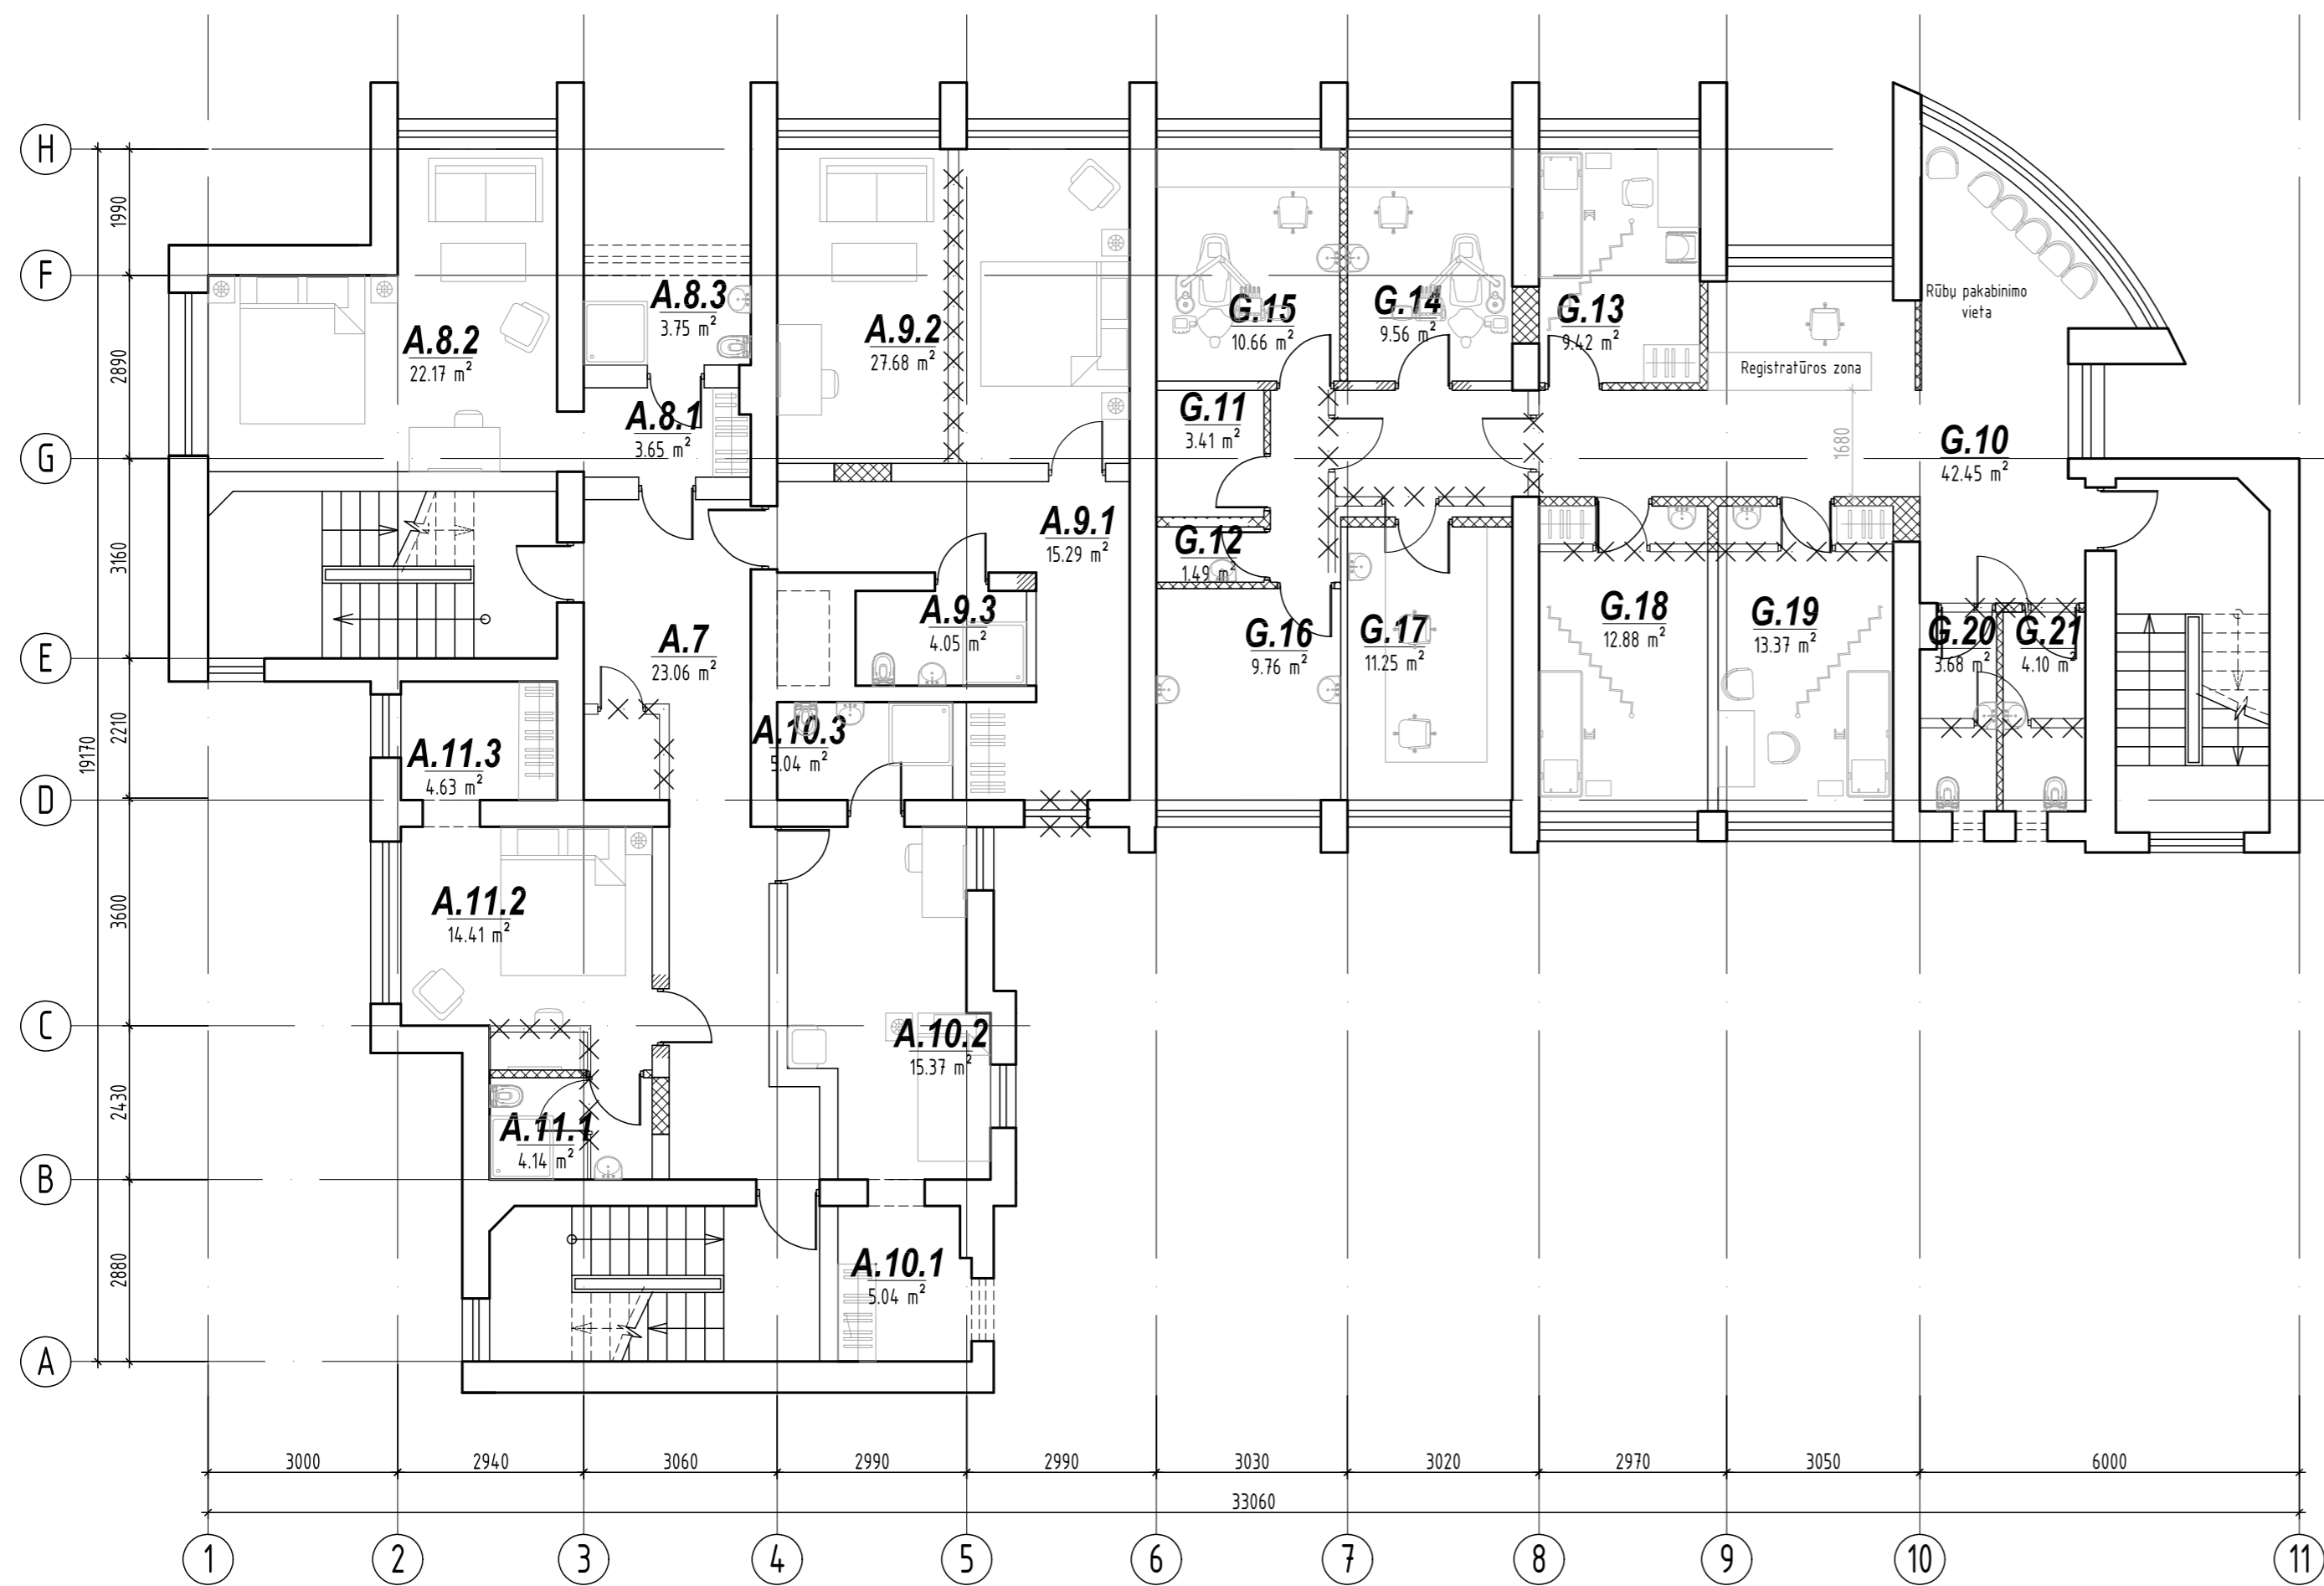 H
F
G
E
D
C
B
A
1990
2890
3160
2210
3600
2430
2880
19170
A.8.2
22.17 m²
A.8.3
3.75 m²
A.8.1
3.65 m²
A.9.2
27.68 m²
G.15
10.66 m²
G.14
9.56 m²
G.13
9.42 m²
Rūbų pakabinimo
vieta
Registratūros zona
G.11
3.41 m²
1680
G.10
42.45 m²
A.9.1
15.29 m²
G.12
1.49 m²
A.7
23.06 m²
A.9.3
4.05 m²
G.16
9.76 m²
G.17
11.25 m²
G.18
12.88 m²
G.19
13.37 m²
G.20
3.68 m²
G.21
4.10 m²
A.11.3
4.63 m²
A.10.3
5.04 m²
A.11.2
14.41 m²
A.10.2
15.37 m²
A.11.1
4.14 m²
A.10.1
5.04 m²
3000
2940
3060
2990
2990
3030
3020
2970
3050
6000
33060
1
2
3
4
5
6
7
8
9
10
11